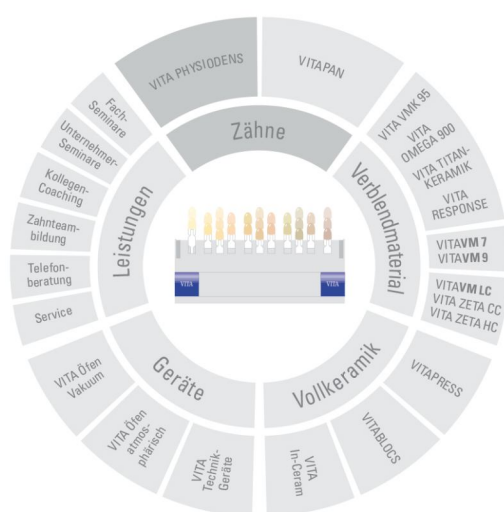 VITA PHYSIODENS
VITAPAN
Zähne
VITA VMK 95
VITA
OMEGA 900
VITA TITAN-
KERAMIK
VITA
RESPONSE
VITAVM 7
VITAVM 9
VITAVM LC
VITA ZETA CC
VITA ZETA HC
Verblendmaterial
VITAPRESS
VITABLOCS
VITA
In-Ceram
Vollkeramik
VITA
Technik-
Geräte
VITA Öfen
atmos-
phärisch
VITA Öfen
Vakuum
Geräte
Service
Telefon-
beratung
Zahnteam-
bildung
Kollegen-
Coaching
Unternehmer-
Seminare
Fach-
Seminare
Leistungen
VITA
VITA